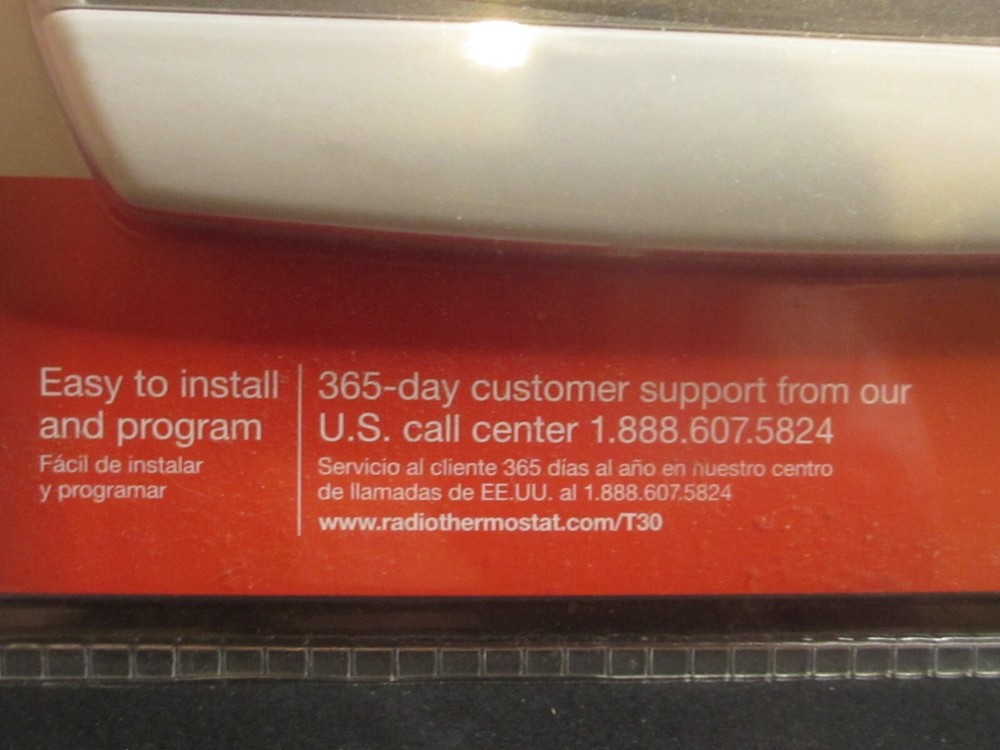 Easy to install
and program
Fácil de instalar
y programar
365-day customer support from our
U.S. call center 1.888.607.5824
Servicio al cliente 365 días al año en nuestro centro
de llamadas de EE.UU. al 1.888.607.5824
www.radiothermostat.com/T30